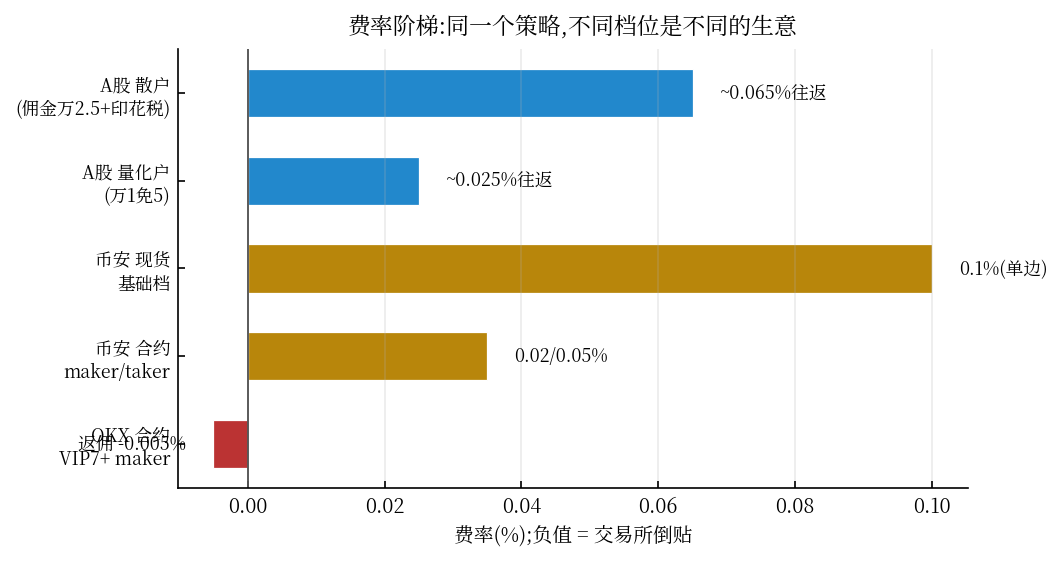 费率阶梯:同一个策略,不同档位是不同的生意
A股 散户
(佣金万2.5+印花税)
~0.065%往返
A股 量化户
(万1免5)
~0.025%往返
币安 现货
基础档
0.1%(单边)
币安 合约
maker/taker
0.02/0.05%
OKX 合约
VIP7+ maker
返佣 -0.005%
0.00 0.02 0.04 0.06 0.08 0.10
费率(%);负值 = 交易所倒贴